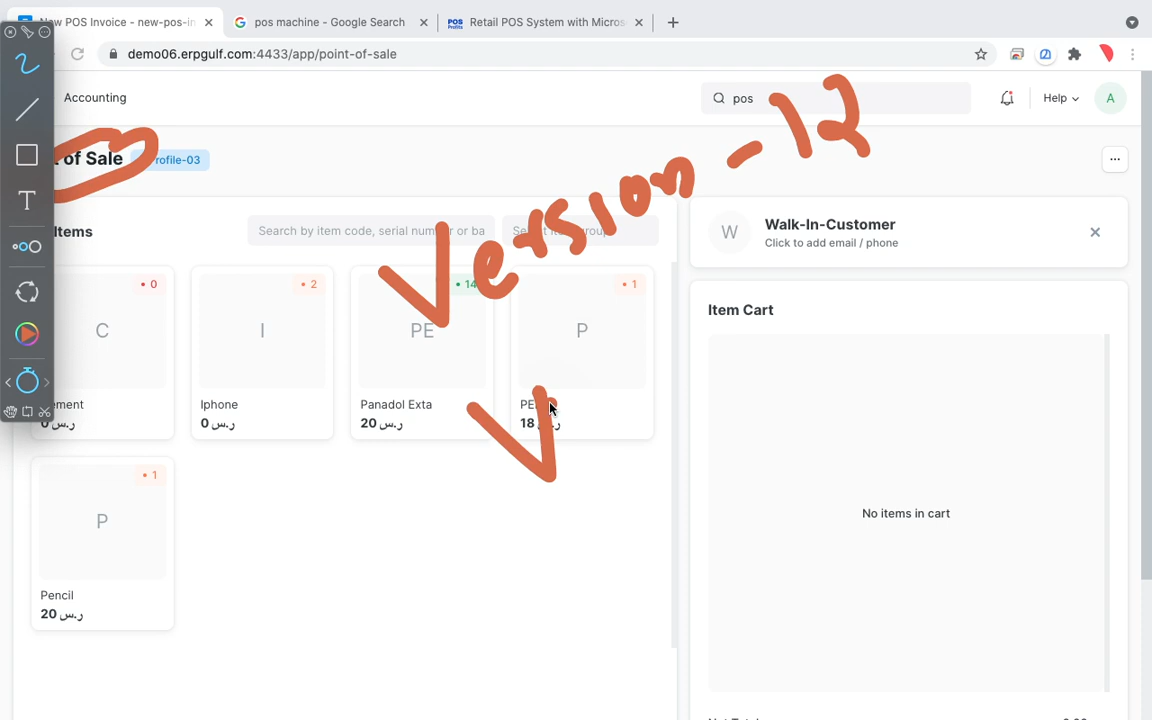 New POS Invoice - new-pos-in
pos machine - Google Search
POS Retail POS System with Micros
demo06.erpgulf.com:4433/app/point-of-sale
Accounting
pos
Help
A
of Sale
rofile-03
Version - 12
Items
Search by item code, serial number or ba
W
Walk-In-Customer
Click to add email / phone
0
2
14
1
C
I
PE
P
ement
Iphone
Panadol Exta
0 ر.س
0 ر.س
20 ر.س
18 ر.س
V
Item Cart
No items in cart
1
P
Pencil
20 ر.س
T